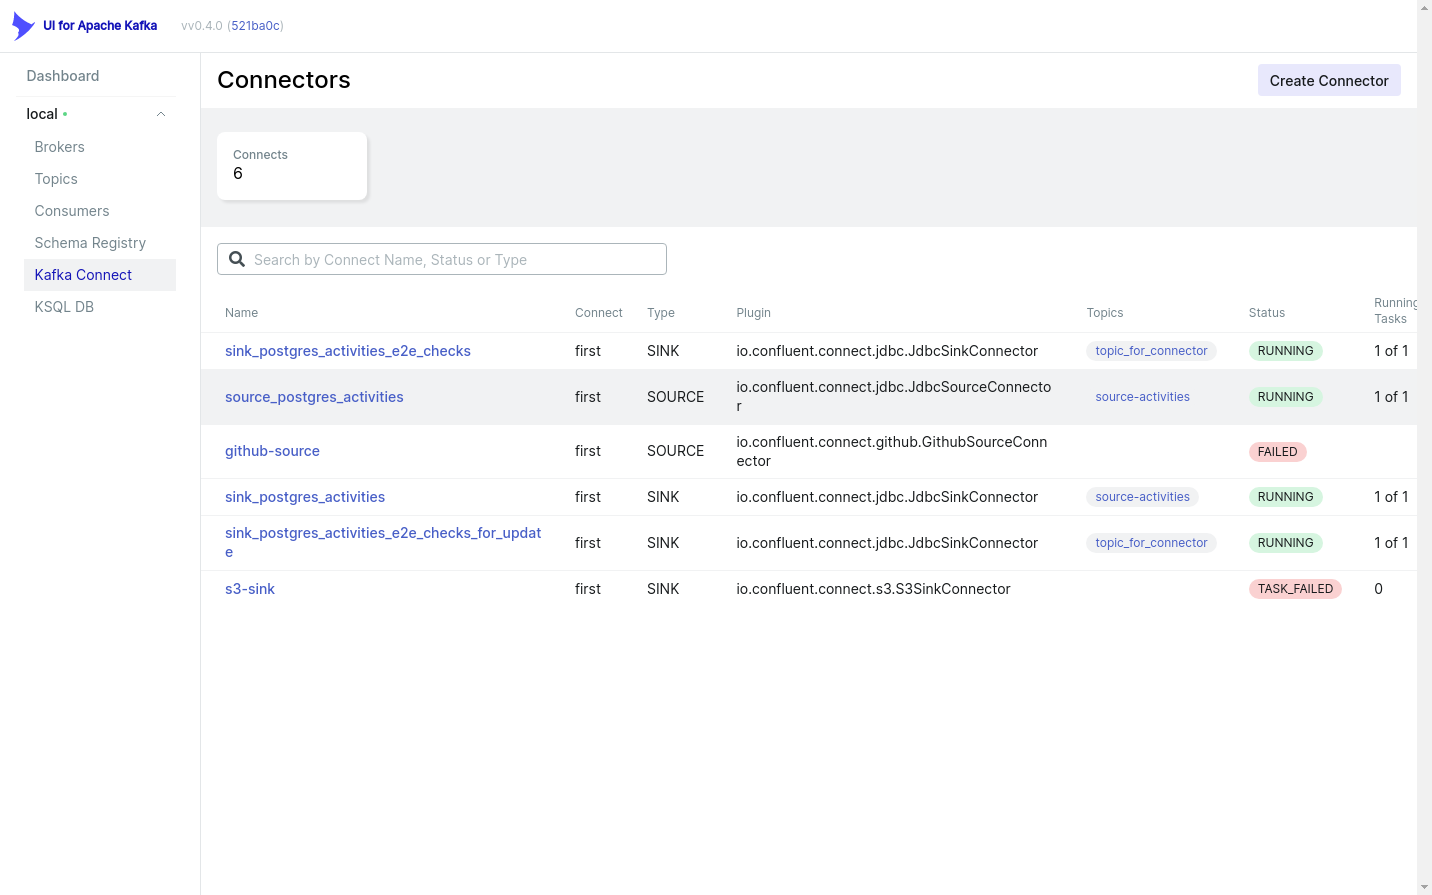 UI for Apache Kafka
vv0.4.0 (521ba0c)
Dashboard
local
Brokers
Topics
Consumers
Schema Registry
Kafka Connect
KSQL DB
Connectors
Create Connector
Connects
6
Search by Connect Name, Status or Type
Name Connect Type Plugin Topics Status Running Tasks
sink_postgres_activities_e2e_checks first SINK io.confluent.connect.jdbc.JdbcSinkConnector topic_for_connector RUNNING 1 of 1
source_postgres_activities first SOURCE io.confluent.connect.jdbc.JdbcSourceConnecto
r source-activities RUNNING 1 of 1
github-source first SOURCE io.confluent.connect.github.GithubSourceConn
ector FAILED
sink_postgres_activities first SINK io.confluent.connect.jdbc.JdbcSinkConnector source-activities RUNNING 1 of 1
sink_postgres_activities_e2e_checks_for_updat
e first SINK io.confluent.connect.jdbc.JdbcSinkConnector topic_for_connector RUNNING 1 of 1
s3-sink first SINK io.confluent.connect.s3.S3SinkConnector TASK_FAILED 0